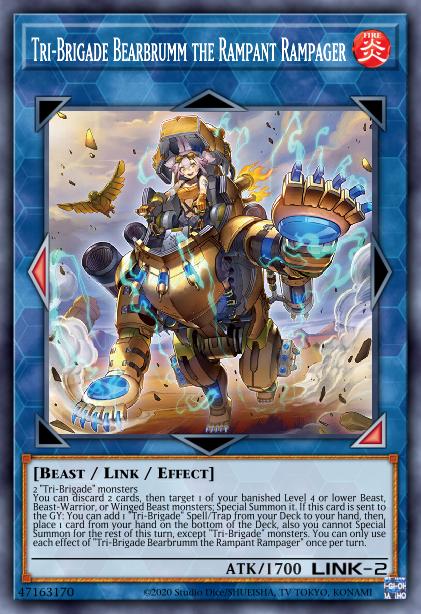 Tri-Brigade Bearbrumm the Rampant Rampager
FIRE
炎
[Beast / Link / Effect]
2 "Tri-Brigade" monsters
You can discard 2 cards, then target 1 of your banished Level 4 or lower Beast,
Beast-Warrior, or Winged Beast monsters; Special Summon it. If this card is sent to
the GY: You can add 1 "Tri-Brigade" Spell/Trap from your Deck to your hand, then,
place 1 card from your hand on the bottom of the Deck, also you cannot Special
Summon for the rest of this turn, except "Tri-Brigade" monsters. You can only use
each effect of "Tri-Brigade Bearbrumm the Rampant Rampager" once per turn.
ATK/1700 LINK-2
47163170
©2020 Studio Dice/SHUEISHA, TV TOKYO, KONAMI